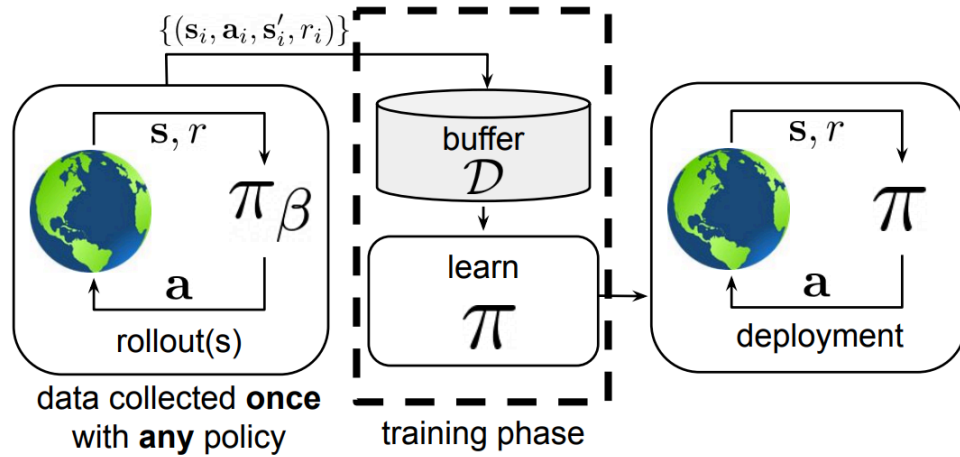 {(s_i, a_i, s'_i, r_i)}
s, r
π_β
a
rollout(s)
data collected once
with any policy
buffer
𝒟
learn
π
training phase
s, r
π
a
deployment